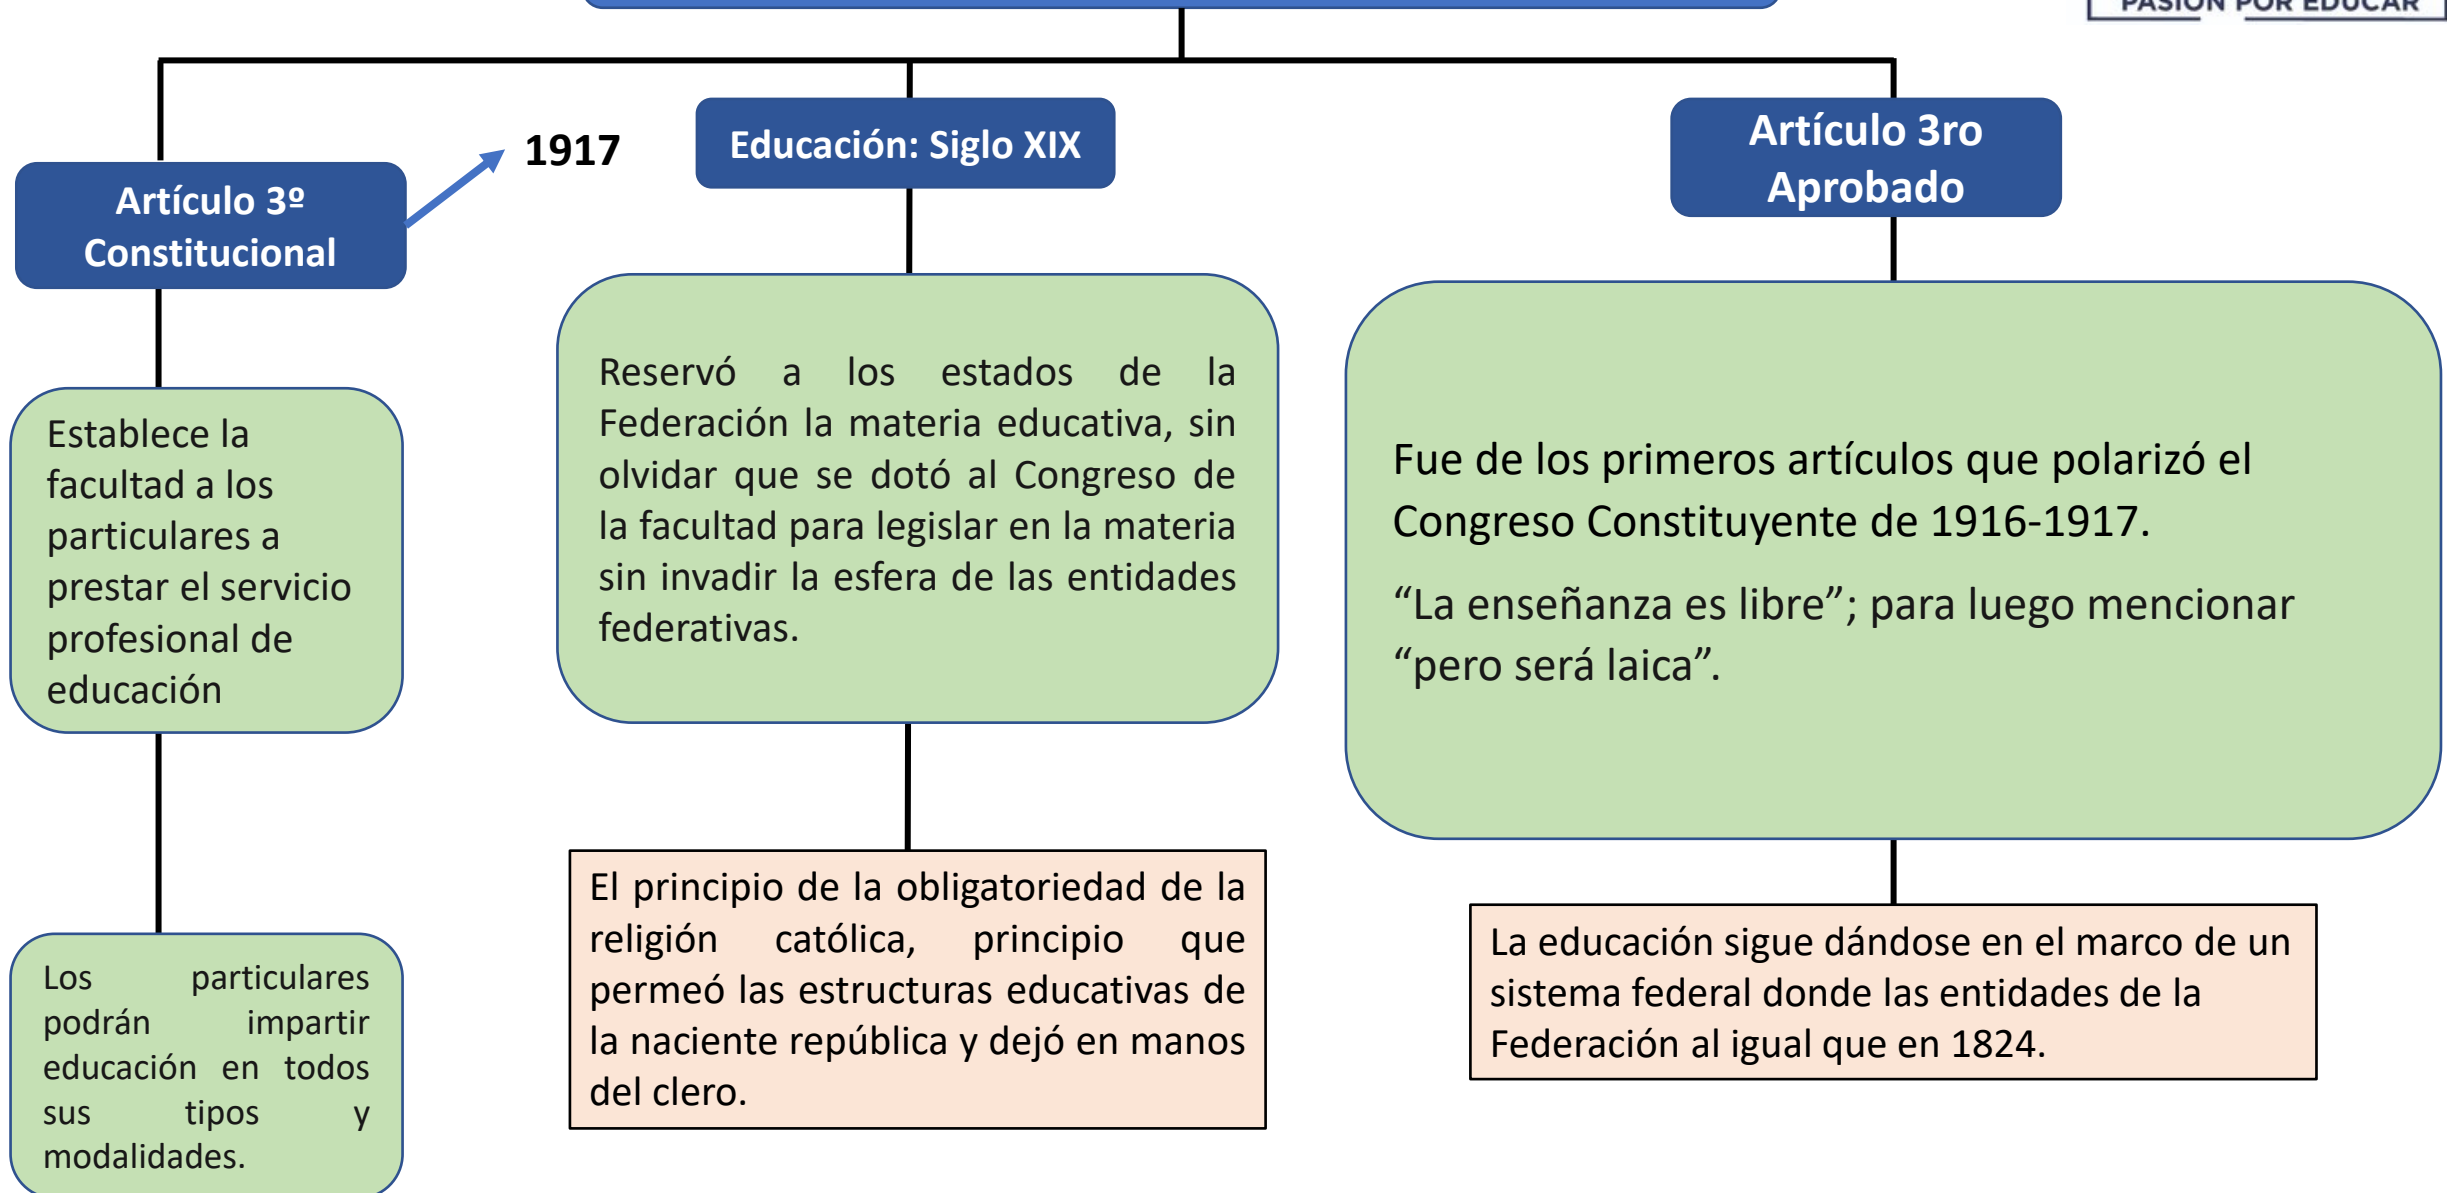 PASIÓN POR EDUCAR
1917
Artículo 3º
Constitucional
Establece la
facultad a los
particulares a
prestar el servicio
profesional de
educación
Los particulares
podrán impartir
educación en todos
sus tipos y
modalidades.
Educación: Siglo XIX
Reservó a los estados de la
Federación la materia educativa, sin
olvidar que se dotó al Congreso de
la facultad para legislar en la materia
sin invadir la esfera de las entidades
federativas.
El principio de la obligatoriedad de la
religión católica, principio que
permeó las estructuras educativas de
la naciente república y dejó en manos
del clero.
Artículo 3ro
Aprobado
Fue de los primeros artículos que polarizó el
Congreso Constituyente de 1916-1917.
“La enseñanza es libre”; para luego mencionar
“pero será laica”.
La educación sigue dándose en el marco de un
sistema federal donde las entidades de la
Federación al igual que en 1824.